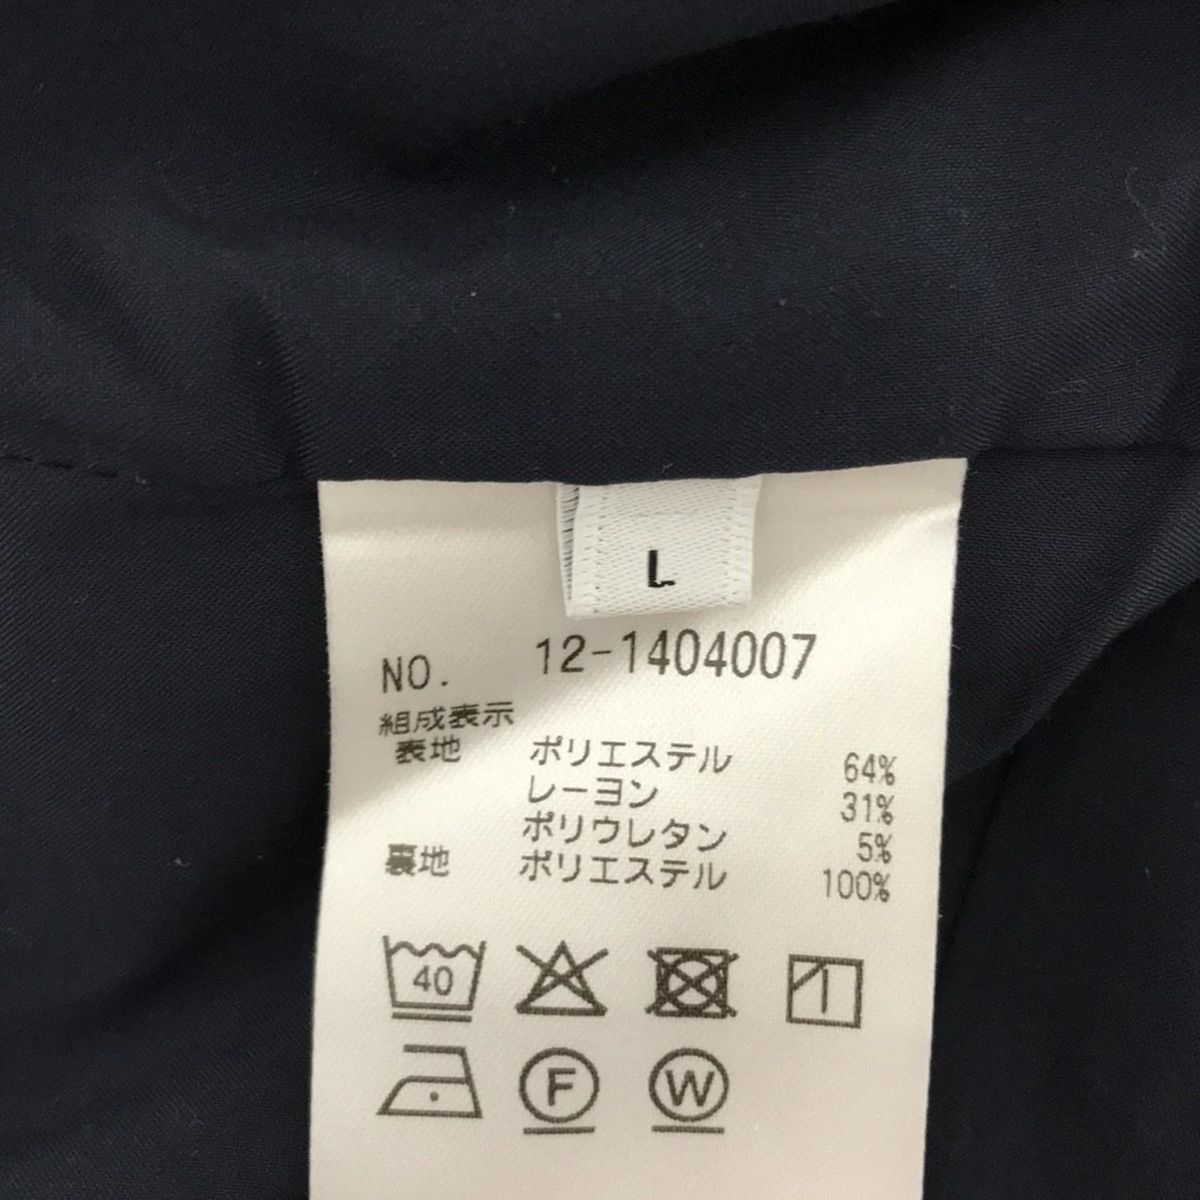 L
NO. 12-1404007
組成表示
表地 ポリエステル 64%
レーヨン 31%
ポリウレタン 5%
裏地 ポリエステル 100%
40
F W